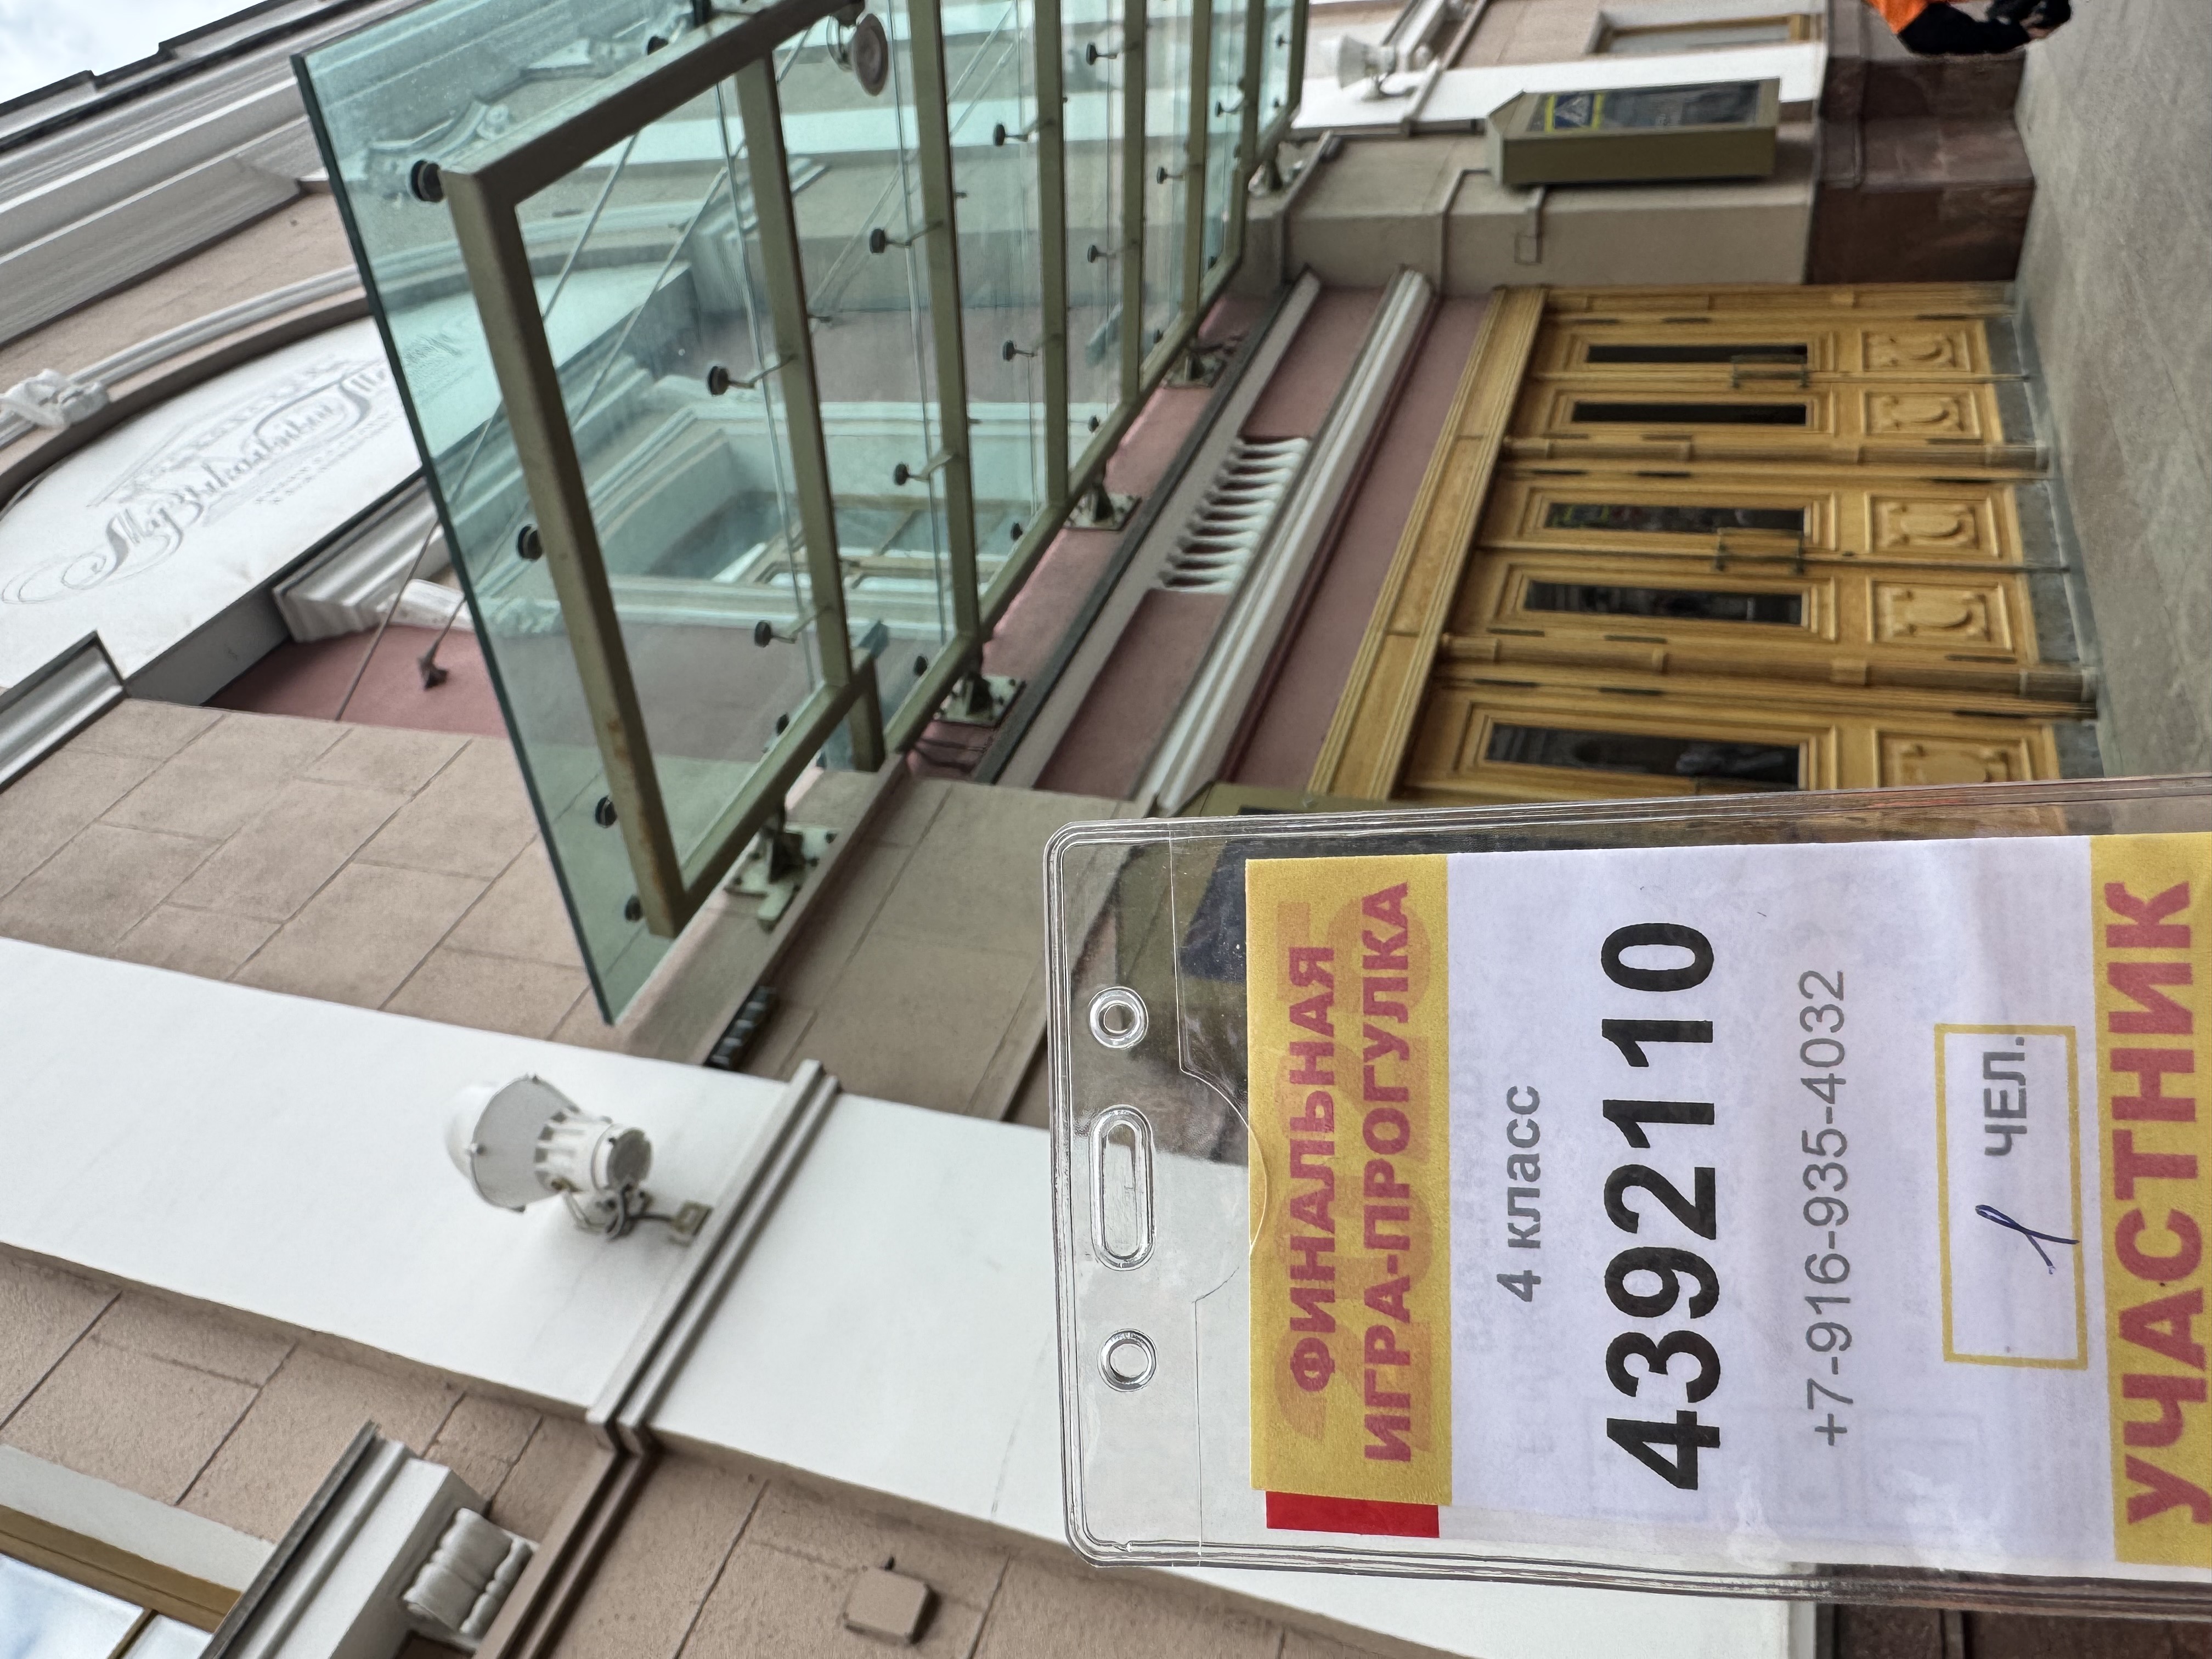 ФИНАЛЬНАЯ
ИГРА-ПРОГУЛКА
4 класс
4392110
+7-916-935-4032
1 ЧЕЛ.
УЧАСТНИК